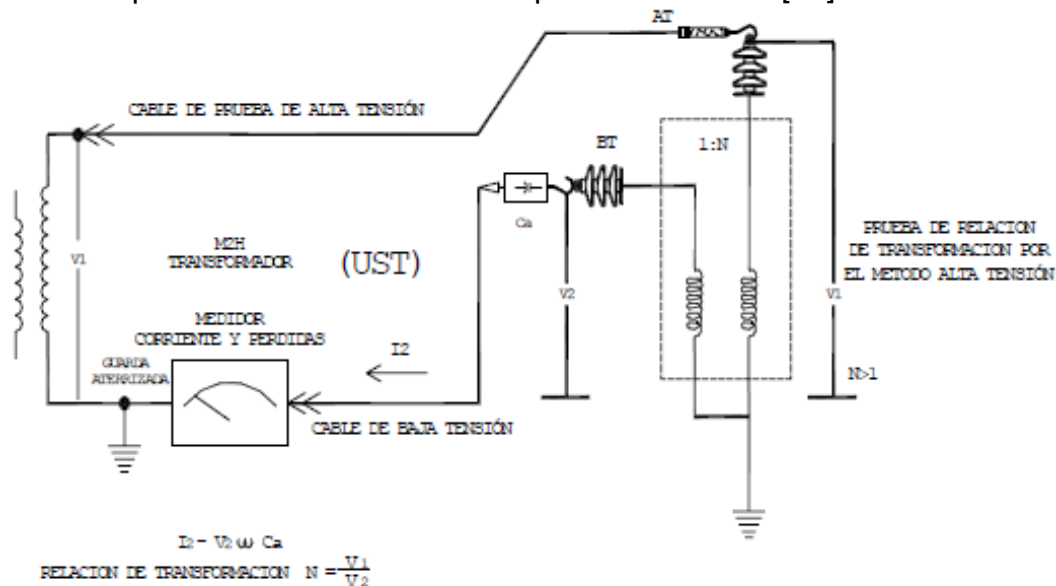 AT
CABLE DE PRUEBA DE ALTA TENSIÓN
BT
1:N
Ca
PRUEBA DE RELACION
DE TRANSFORMACION POR
EL METODO ALTA TENSIÓN
V1
M2H
TRANSFORMADOR
(UST)
V2
V1
MEDIDOR
CORRIENTE Y PERDIDAS
I2
N>1
GUARDA
ATERRIZADA
CABLE DE BAJA TENSIÓN
I2 = V2 ω Ca
RELACION DE TRANSFORMACION N = V1
V2